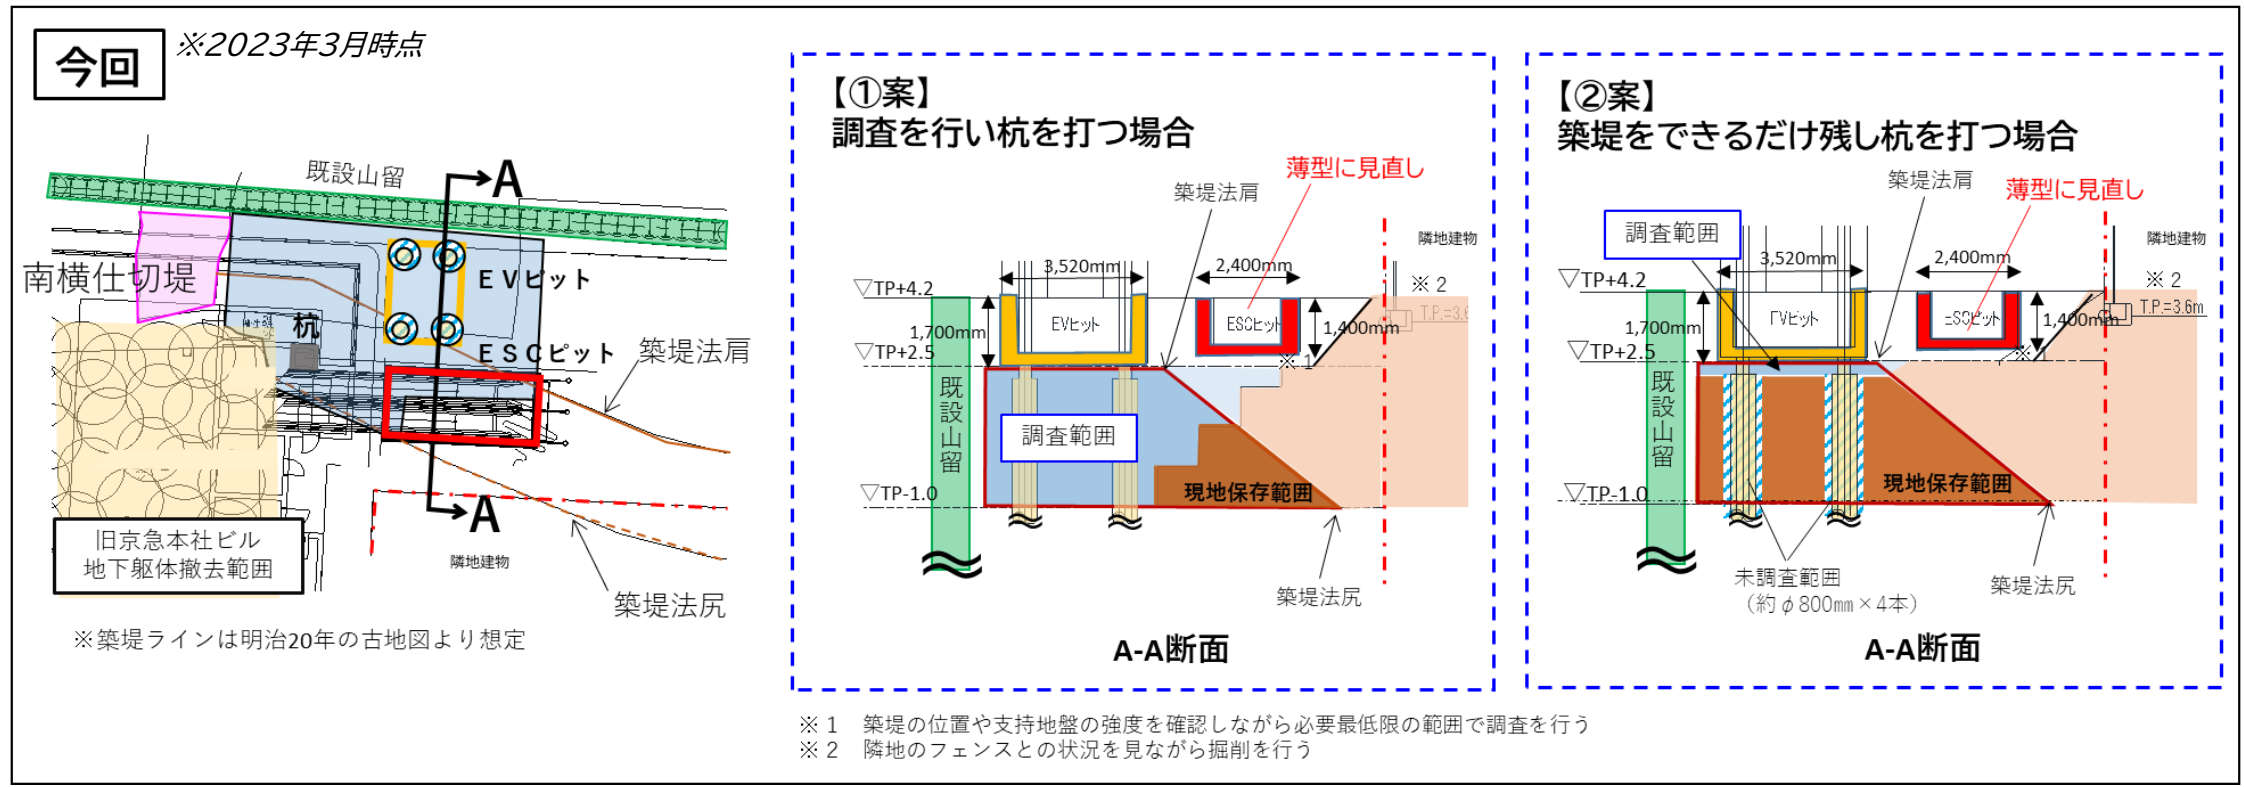 今回
※2023年3月時点
既設山留
A
南横仕切堤
EVピット
杭
ESCピット
築堤法肩
A
旧京急本社ビル
地下躯体撤去範囲
隣地建物
築堤法尻
※築堤ラインは明治20年の古地図より想定
【①案】
調査を行い杭を打つ場合
薄型に見直し
築堤法肩
隣地建物
※2
3,520mm
2,400mm
▽TP+4.2
EVピット
ESCピット
1,700mm
1,400mm
T.P.=3.6
▽TP+2.5
※1
既設山留
調査範囲
▽TP-1.0
現地保存範囲
築堤法尻
A-A断面
【②案】
築堤をできるだけ残し杭を打つ場合
築堤法肩
薄型に見直し
調査範囲
隣地建物
※2
3,520mm
2,400mm
▽TP+4.2
EVピット
ESCピット
1,700mm
1,400mm
T.P.=3.6m
▽TP+2.5
※
既設山留
▽TP-1.0
現地保存範囲
未調査範囲
（約φ800㎜×4本）
築堤法尻
A-A断面
※1 築堤の位置や支持地盤の強度を確認しながら必要最低限の範囲で調査を行う
※2 隣地のフェンスとの状況を見ながら掘削を行う